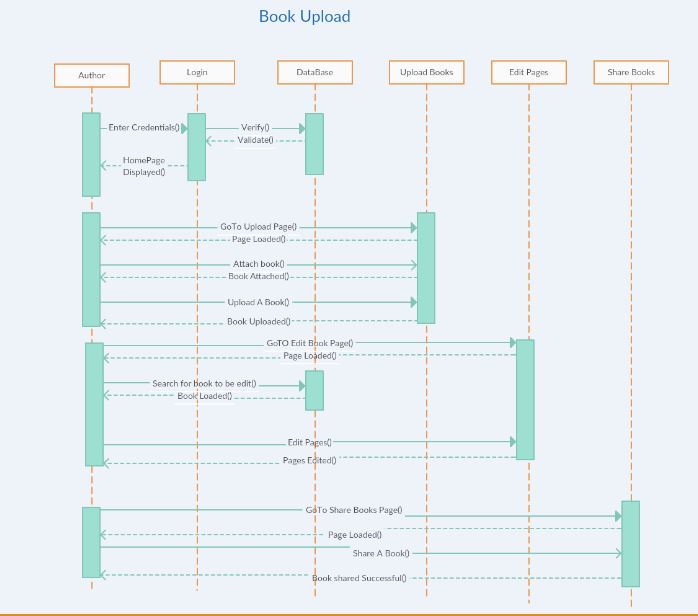 Book Upload
Author
Login
DataBase
Upload Books
Edit Pages
Share Books
Enter Credentials()
Verify()
Validate()
HomePage
Displayed()
GoTo Upload Page()
Page Loaded()
Attach book()
Book Attached()
Upload A Book()
Book Uploaded()
GoTO Edit Book Page()
Page Loaded()
Search for book to be edit()
Book Loaded()
Edit Pages()
Pages Edited()
GoTo Share Books Page()
Page Loaded()
Share A Book()
Book shared Successful()